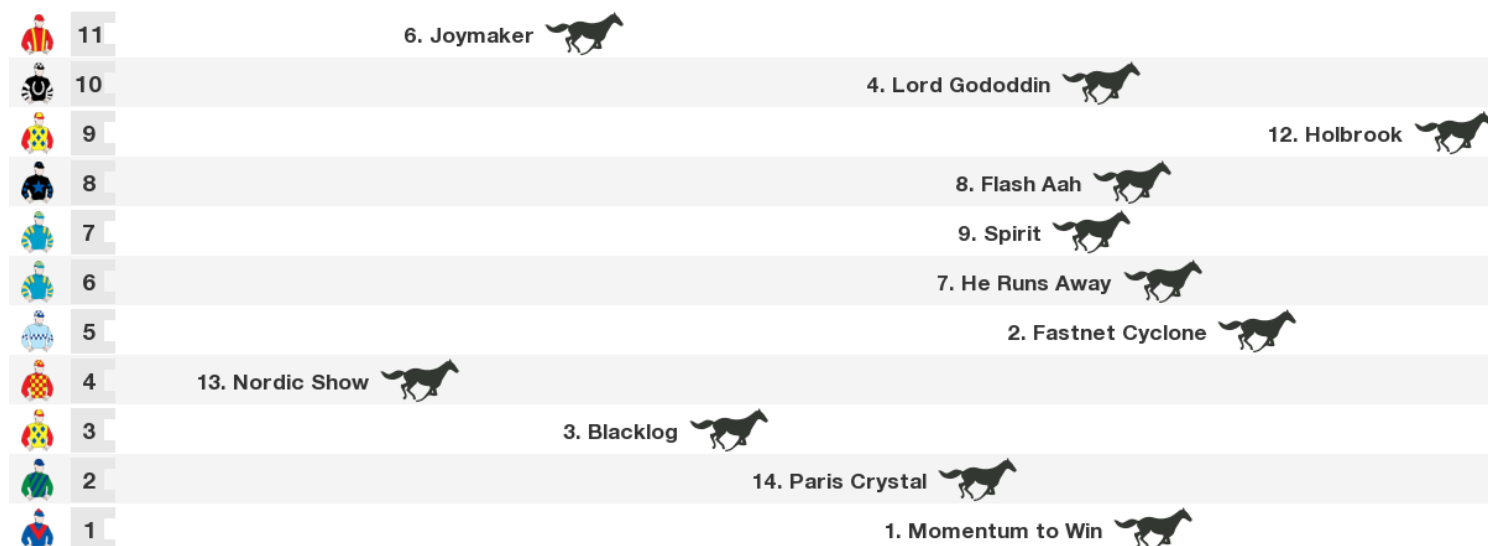 11 6. Joymaker
10 4. Lord Gododdin
9 12. Holbrook
8 8. Flash Aah
7 9. Spirit
6 7. He Runs Away
5 2. Fastnet Cyclone
4 13. Nordic Show
3 3. Blacklog
2 14. Paris Crystal
1 1. Momentum to Win